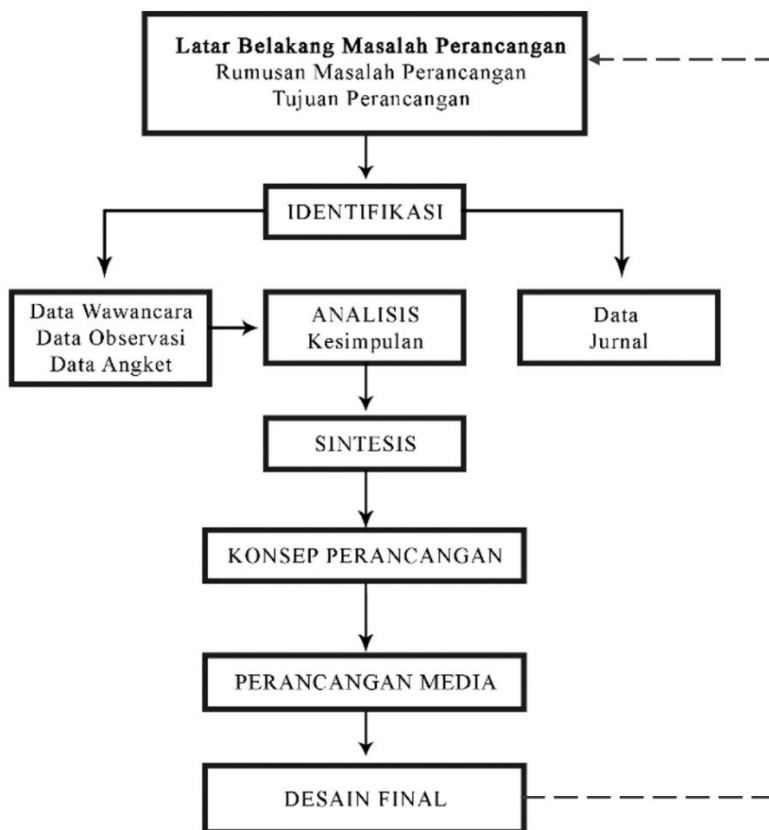 Latar Belakang Masalah Perancangan
Rumusan Masalah Perancangan
Tujuan Perancangan
IDENTIFIKASI
Data Wawancara
Data Observasi
Data Angket
ANALISIS
Kesimpulan
Data
Jurnal
SINTESIS
KONSEP PERANCANGAN
PERANCANGAN MEDIA
DESAIN FINAL